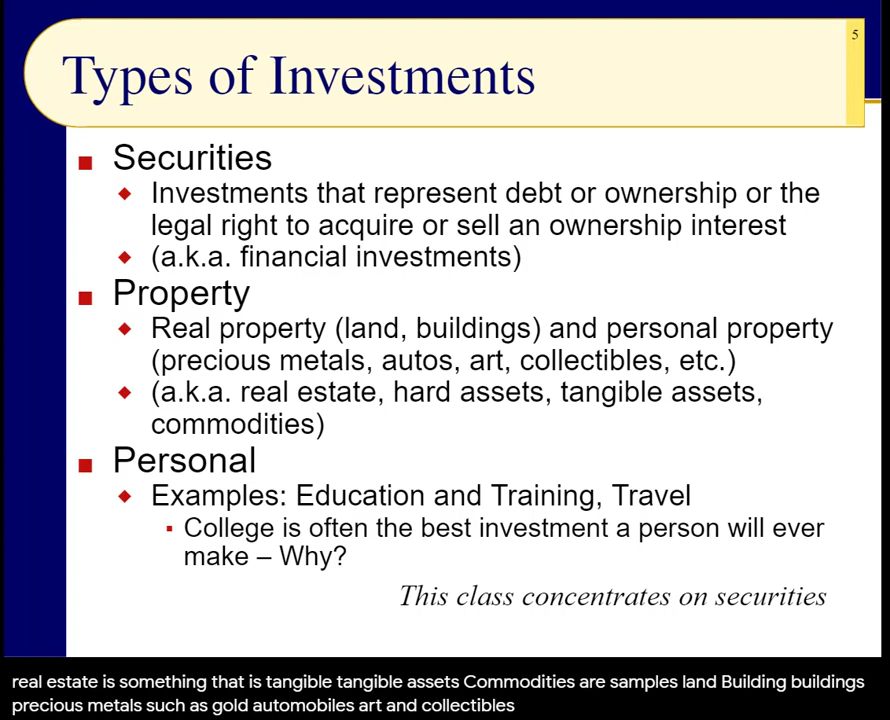 5
Types of Investments
Securities
Investments that represent debt or ownership or the
legal right to acquire or sell an ownership interest
(a.k.a. financial investments)
Property
Real property (land, buildings) and personal property
(precious metals, autos, art, collectibles, etc.)
(a.k.a. real estate, hard assets, tangible assets,
commodities)
Personal
Examples: Education and Training, Travel
College is often the best investment a person will ever
make – Why?
This class concentrates on securities
real estate is something that is tangible tangible assets Commodities are samples land Building buildings
precious metals such as gold automobiles art and collectibles